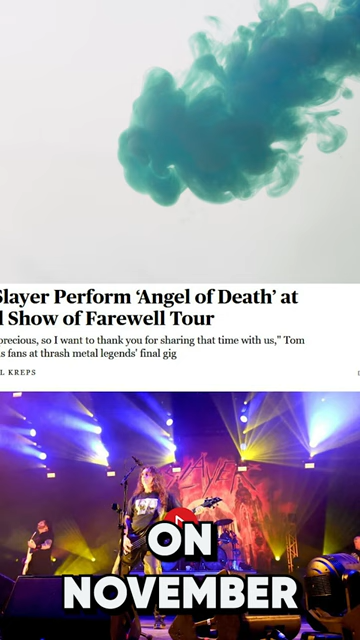 Slayer Perform ‘Angel of Death’ at
l Show of Farewell Tour
precious, so I want to thank you for sharing that time with us," Tom
s fans at thrash metal legends’ final gig
L KREPS
SLAYER
ON
NOVEMBER